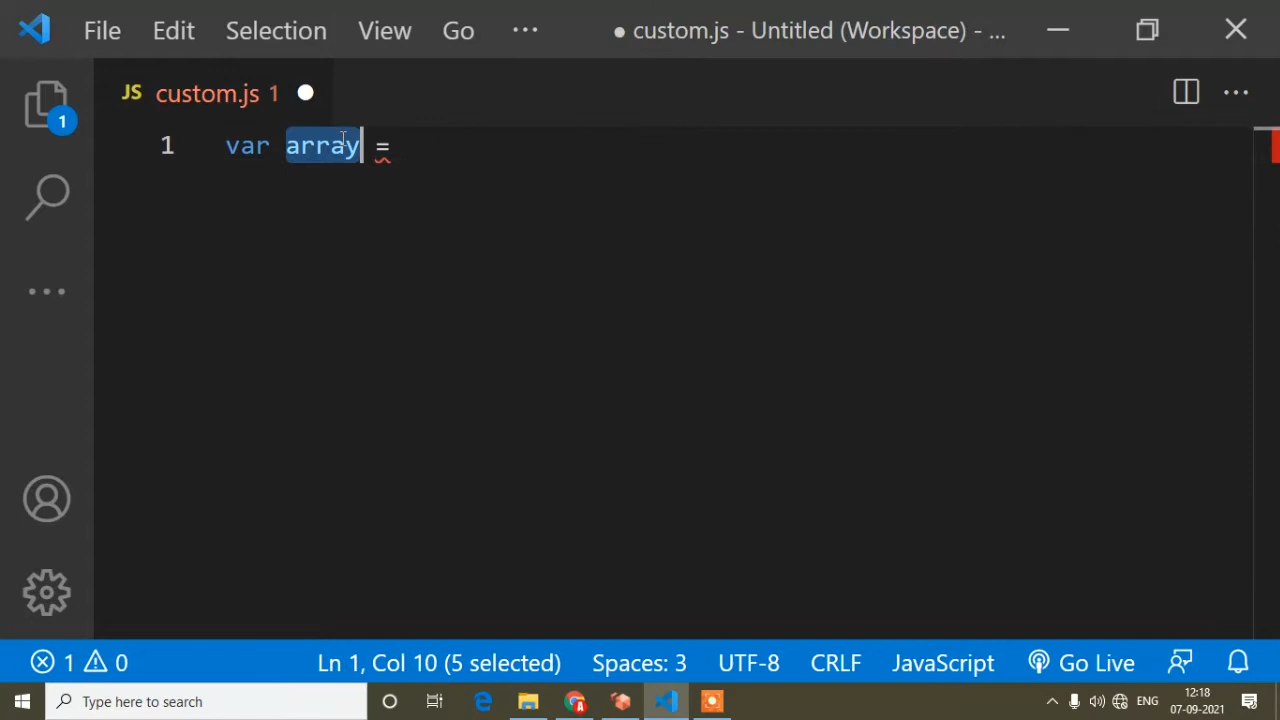 File Edit Selection View Go ··· ● custom.js - Untitled (Workspace) - ...
JS custom.js 1
1
1 var array =
1 0 Ln 1, Col 10 (5 selected) Spaces: 3 UTF-8 CRLF JavaScript Go Live
Type here to search
A
ENG
12:18
07-09-2021